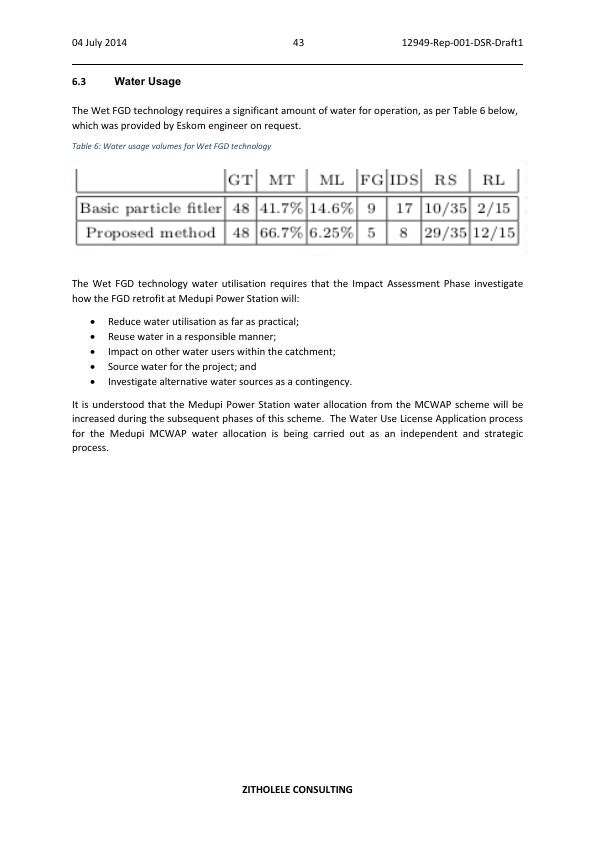 04 July 2014 43 12949-Rep-001-DSR-Draft1
6.3 Water Usage
The Wet FGD technology requires a significant amount of water for operation, as per Table 6 below,
which was provided by Eskom engineer on request.
Table 6: Water usage volumes for Wet FGD technology
GT MT ML FG IDS RS RL
Basic particle fitler 48 41.7% 14.6% 9 17 10/35 2/15
Proposed method 48 66.7% 6.25% 5 8 29/35 12/15
The Wet FGD technology water utilisation requires that the Impact Assessment Phase investigate
how the FGD retrofit at Medupi Power Station will:
• Reduce water utilisation as far as practical;
• Reuse water in a responsible manner;
• Impact on other water users within the catchment;
• Source water for the project; and
• Investigate alternative water sources as a contingency.
It is understood that the Medupi Power Station water allocation from the MCWAP scheme will be
increased during the subsequent phases of this scheme. The Water Use License Application process
for the Medupi MCWAP water allocation is being carried out as an independent and strategic
process.
ZITHOLELE CONSULTING